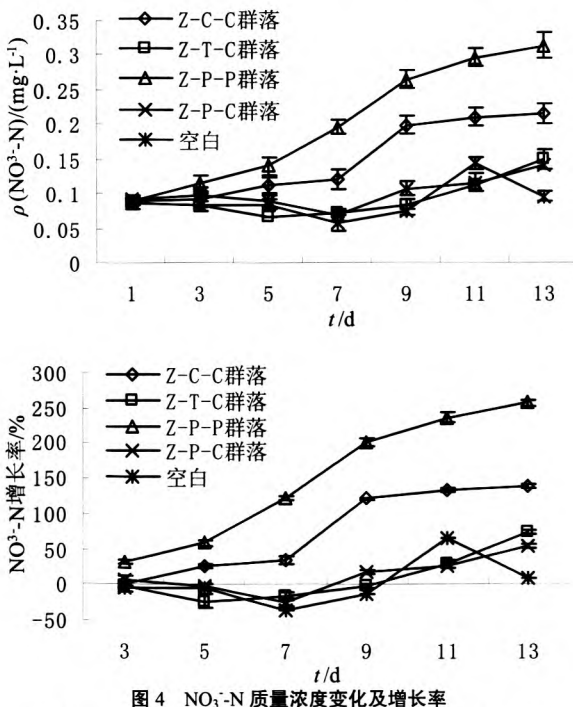 ρ(NO³⁻-N)/(mg·L⁻¹)
0.35
0.3
0.25
0.2
0.15
0.1
0.05
0
Z-C-C群落
Z-T-C群落
Z-P-P群落
Z-P-C群落
空白
1 3 5 7 9 11 13
t/d
NO³⁻-N增长率/%
300
250
200
150
100
50
0
-50
Z-C-C群落
Z-T-C群落
Z-P-P群落
Z-P-C群落
空白
3 5 7 9 11 13
t/d
图 4 NO₃⁻-N 质量浓度变化及增长率